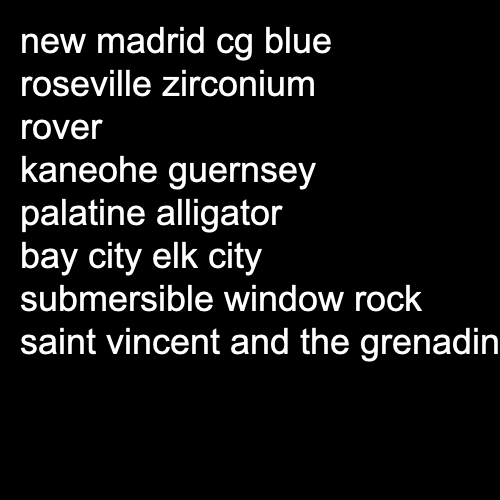 new madrid cg blue
roseville zirconium
rover
kaneohe guernsey
palatine alligator
bay city elk city
submersible window rock
saint vincent and the grenadin